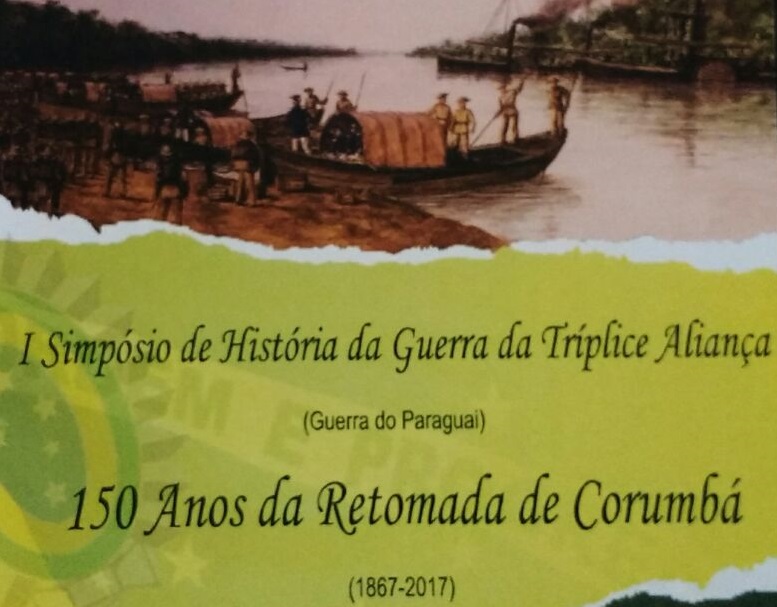 I Simpósio de História da Guerra da Tríplice Aliança
M E PR
(Guerra do Paraguai)
150 Anos da Retomada de Corumbá
(1867-2017)